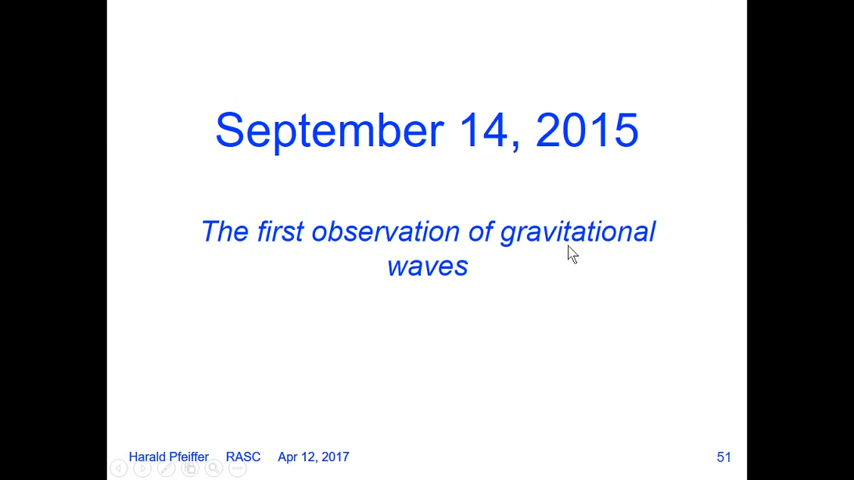 September 14, 2015
The first observation of gravitational
waves
Harald Pfeiffer RASC Apr 12, 2017 51